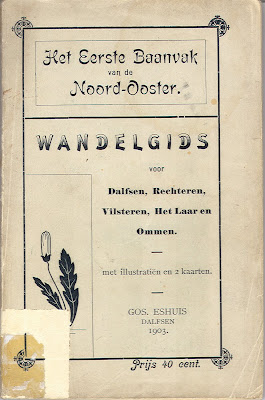 Het Eerste Baanvak
van de
Noord-Ooster.
WANDELGIDS
voor
Dalfsen, Rechteren,
Vilsteren, Het Laar en
Ommen.
met illustratiën en 2 kaarten.
GOS. ESHUIS
DALFSEN
1903.
Prijs 40 cent.